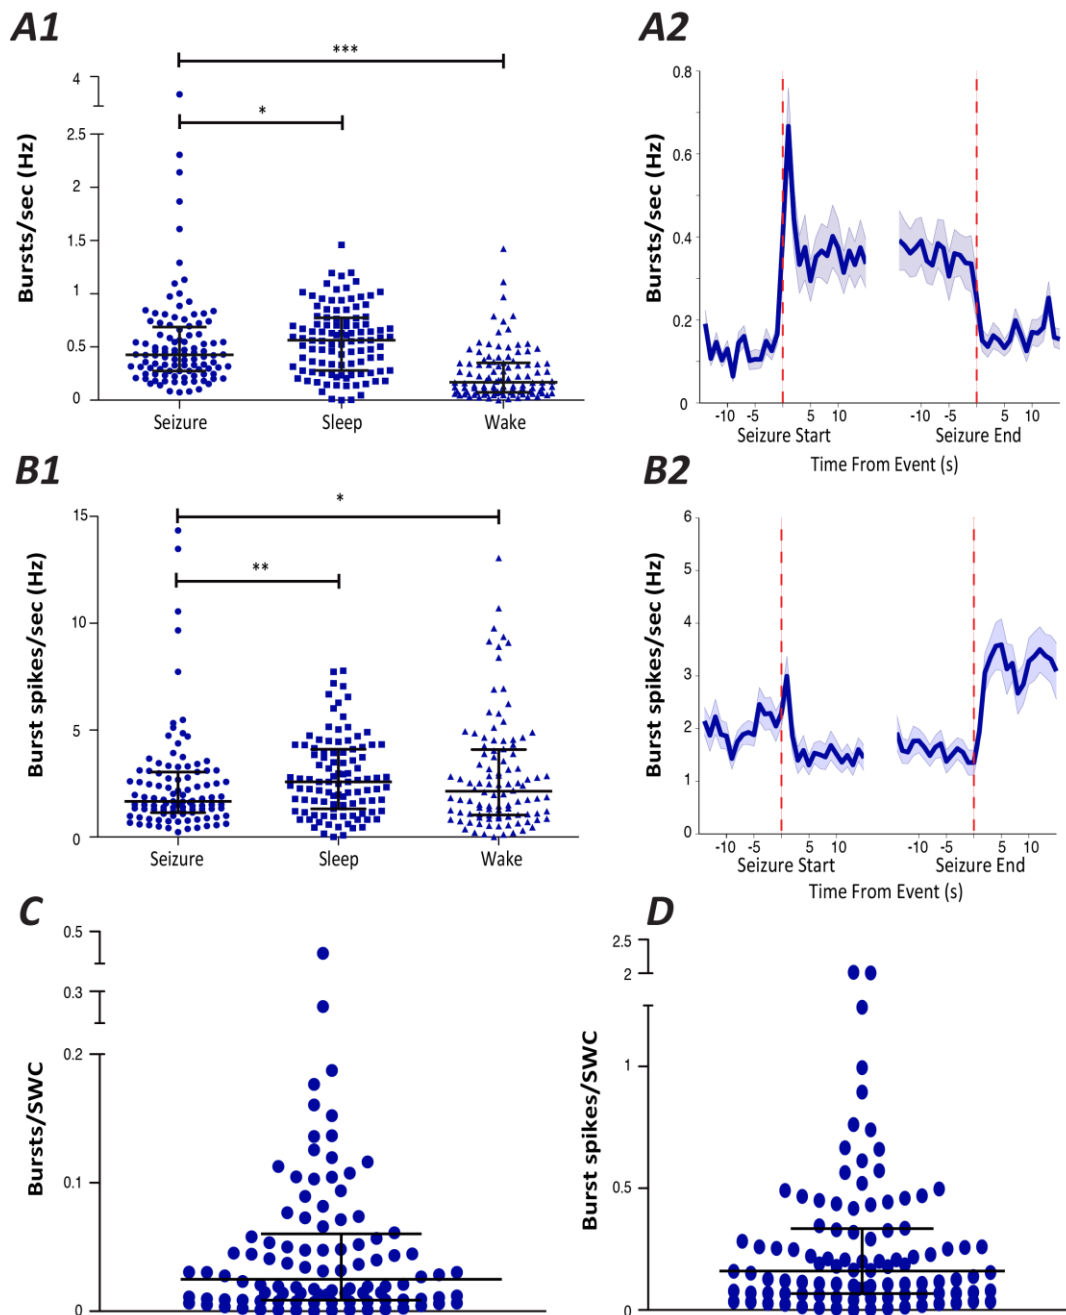 A1
A2
***
*
4
2.5
2
1.5
1
0.5
0
Bursts/sec (Hz)
Seizure Sleep Wake
0.8
0.6
0.4
0.2
0
Bursts/sec (Hz)
-10 -5 5 10 -10 -5 5 10
Seizure Start Seizure End
Time From Event (s)
B1
B2
*
**
15
10
5
0
Burst spikes/sec (Hz)
Seizure Sleep Wake
6
5
4
3
2
1
0
Burst spikes/sec (Hz)
-10 -5 5 10 -10 -5 5 10
Seizure Start Seizure End
Time From Event (s)
C
D
0.5
0.3
0.2
0.1
0
Bursts/SWC
2.5
2
1
0.5
0
Burst spikes/SWC